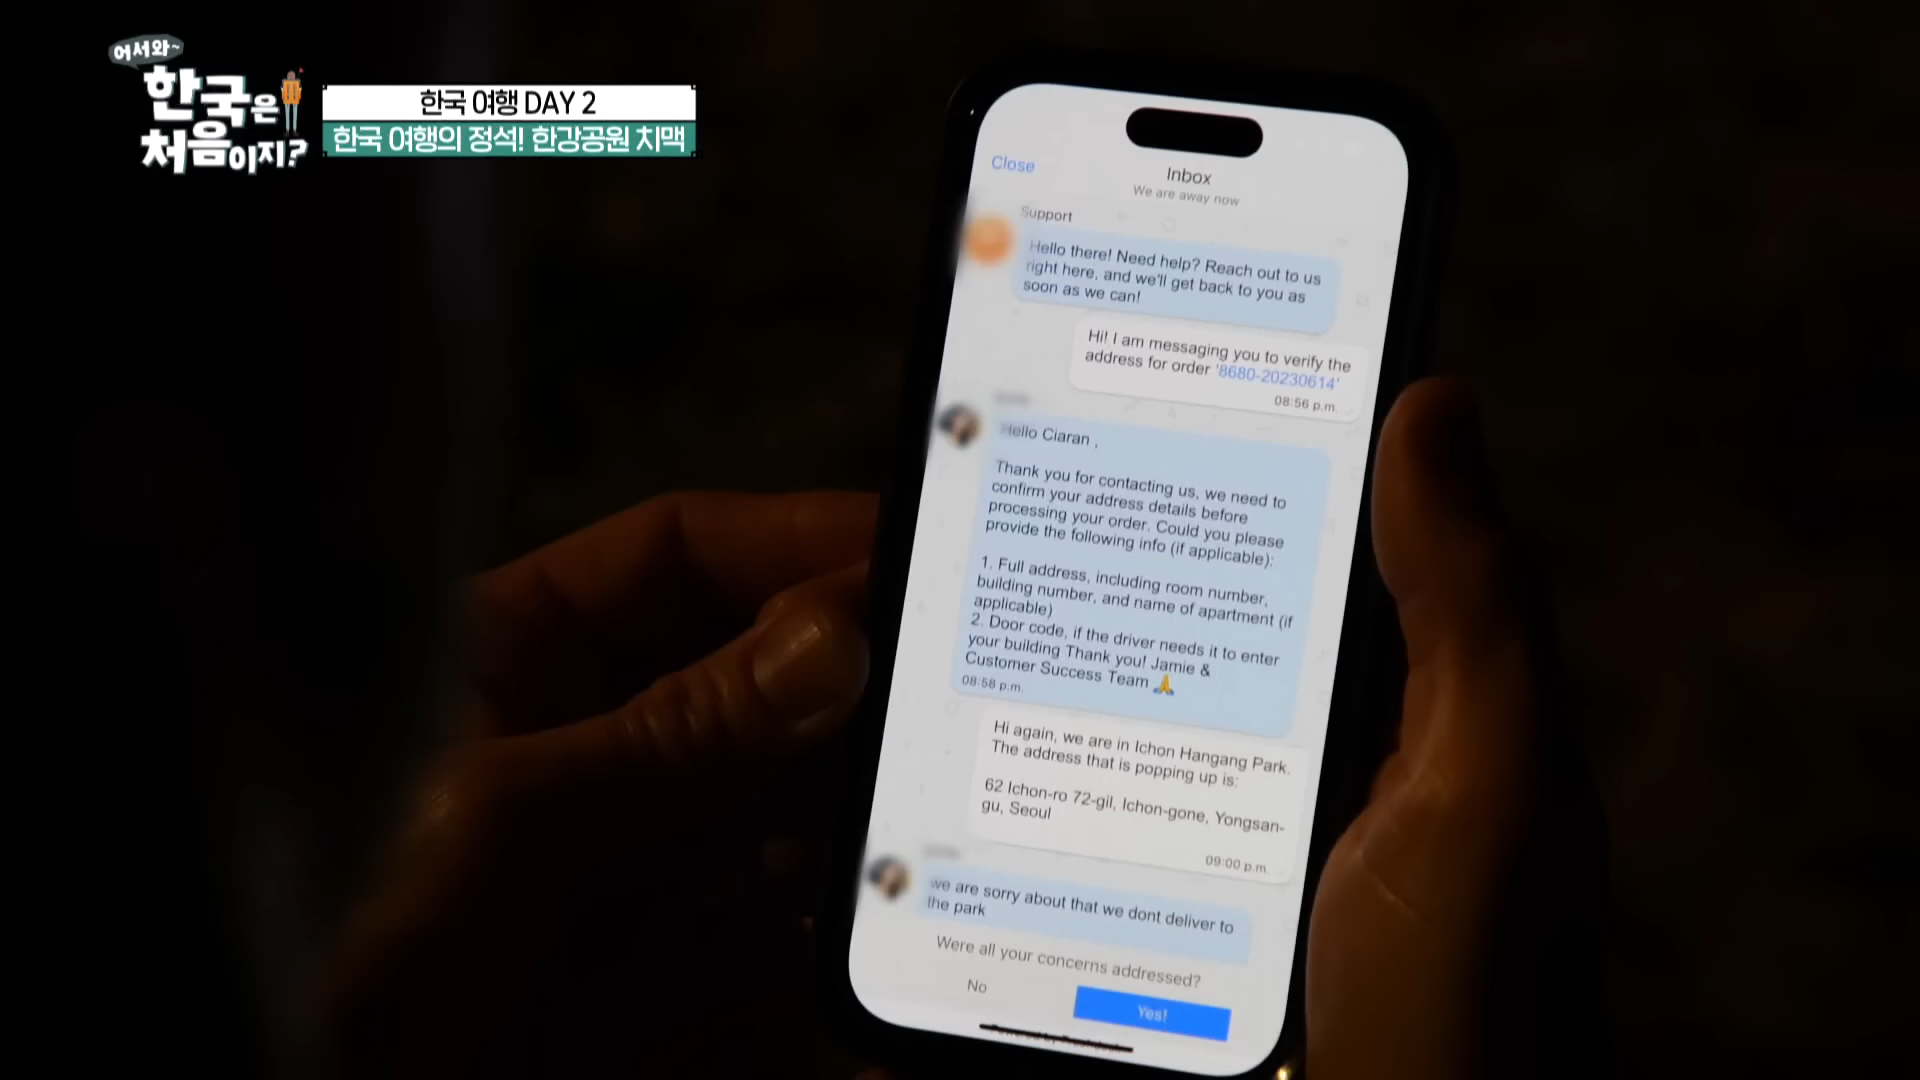 어서와~
한국은
처음이지?
한국 여행 DAY 2
한국 여행의 정석! 한강공원 치맥
Close
Inbox
We are away now
Support
Hello there! Need help? Reach out to us
right here, and we'll get back to you as
soon as we can!
Hi! I am messaging you to verify the
address for order '8680-20230614'
08:56 p.m.
Hello Ciaran ,
Thank you for contacting us, we need to
confirm your address details before
processing your order. Could you please
provide the following info (if applicable):
1. Full address, including room number,
building number, and name of apartment (if
applicable)
2. Door code, if the driver needs it to enter
your building Thank you! Jamie &
Customer Success Team 🙏
08:58 p.m.
Hi again, we are in Ichon Hangang Park.
The address that is popping up is:
62 Ichon-ro 72-gil, Ichon-gone, Yongsan-
gu, Seoul
09:00 p.m.
we are sorry about that we dont deliver to
the park
Were all your concerns addressed?
No
Yes!